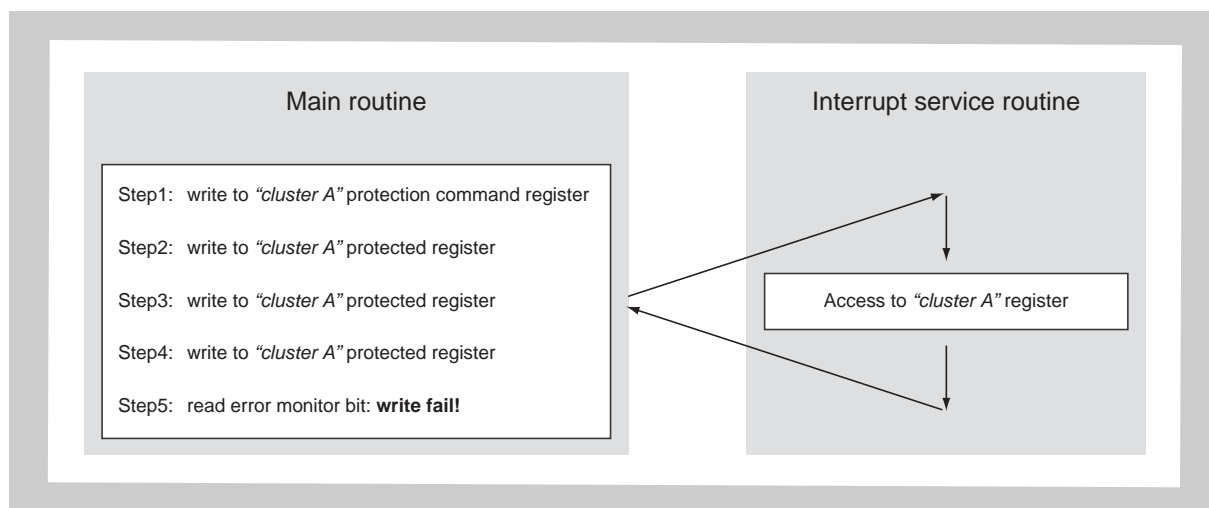 Main routine
Step1: write to “cluster A” protection command register
Step2: write to “cluster A” protected register
Step3: write to “cluster A” protected register
Step4: write to “cluster A” protected register
Step5: read error monitor bit: write fail!
Interrupt service routine
Access to “cluster A” register